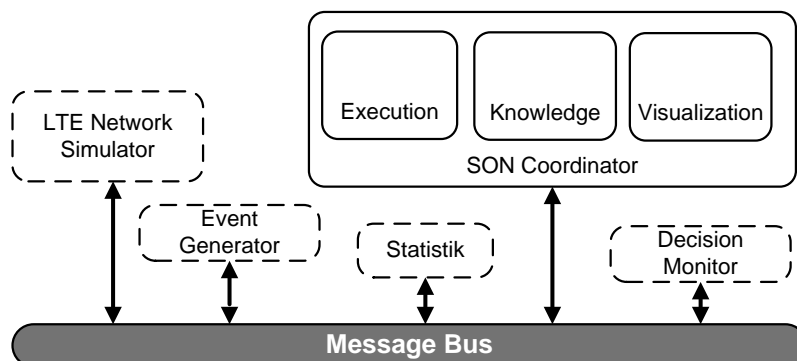 Execution
Knowledge
Visualization
SON Coordinator
LTE Network
Simulator
Event
Generator
Statistik
Decision
Monitor
Message Bus